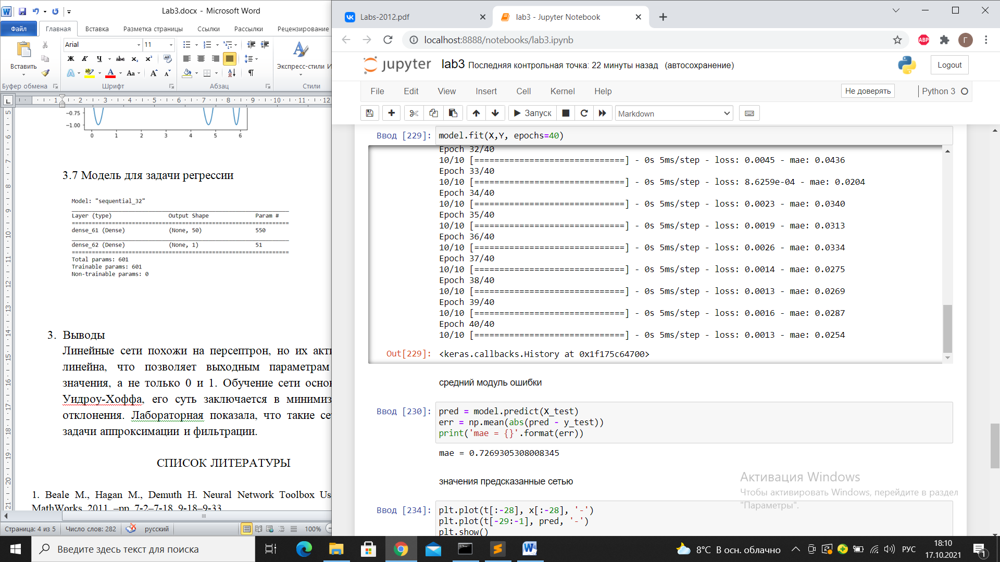 Lab3.docx - Microsoft Word
Файл
Главная
Вставка
Разметка страницы
Ссылки
Рассылки
Рецензирование
Arial
11
Вставить
Экспресс-стили
Буфер обмена
Шрифт
Абзац
Стили
-0.75
-1.00
0 1 2 3 4 5 6
3.7 Модель для задачи регрессии
Model: "sequential_32"
Layer (type) Output Shape Param #
dense_61 (Dense) (None, 50) 550
dense_62 (Dense) (None, 1) 51
Total params: 601
Trainable params: 601
Non-trainable params: 0
3. Выводы
Линейные сети похожи на персептрон, но их акти
линейна, что позволяет выходным параметрам
значения, а не только 0 и 1. Обучение сети осно
Уидроу-Хоффа, его суть заключается в минимиз
отклонения. Лабораторная показала, что такие се
задачи аппроксимации и фильтрации.
СПИСОК ЛИТЕРАТУРЫ
1. Beale M., Hagan M., Demuth H. Neural Network Toolbox Us
MathWorks, 2011. –pp. 7-2–7-18, 9-18–9-33
Страница: 4 из 5
Число слов: 282
русский
100%
Labs-2012.pdf
lab3 - Jupyter Notebook
localhost:8888/notebooks/lab3.ipynb
ABP
Г
jupyter
lab3 Последняя контрольная точка: 22 минуты назад (автосохранение)
Logout
File Edit View Insert Cell Kernel Help
Не доверять
Python 3
Запуск
Markdown
Ввод [229]: model.fit(X,Y, epochs=40)
Epoch 32/40
10/10 [==============================] - 0s 5ms/step - loss: 0.0045 - mae: 0.0436
Epoch 33/40
10/10 [==============================] - 0s 5ms/step - loss: 8.6259e-04 - mae: 0.0204
Epoch 34/40
10/10 [==============================] - 0s 5ms/step - loss: 0.0023 - mae: 0.0340
Epoch 35/40
10/10 [==============================] - 0s 5ms/step - loss: 0.0019 - mae: 0.0313
Epoch 36/40
10/10 [==============================] - 0s 5ms/step - loss: 0.0026 - mae: 0.0334
Epoch 37/40
10/10 [==============================] - 0s 5ms/step - loss: 0.0014 - mae: 0.0275
Epoch 38/40
10/10 [==============================] - 0s 5ms/step - loss: 0.0013 - mae: 0.0269
Epoch 39/40
10/10 [==============================] - 0s 5ms/step - loss: 0.0016 - mae: 0.0287
Epoch 40/40
10/10 [==============================] - 0s 5ms/step - loss: 0.0013 - mae: 0.0254
Out[229]: <keras.callbacks.History at 0x1f175c64700>
средний модуль ошибки
Ввод [230]: pred = model.predict(X_test)
err = np.mean(abs(pred - y_test))
print('mae = {}'.format(err))
mae = 0.7269305308008345
значения предсказанные сетью
Ввод [234]: plt.plot(t[:-28], x[:-28], '-')
plt.plot(t[-29:-1], pred, '-')
plt.show()
Активация Windows
Чтобы активировать Windows, перейдите в раздел
"Параметры".
Введите здесь текст для поиска
8°C В осн. облачно
РУС
18:10
17.10.2021
1